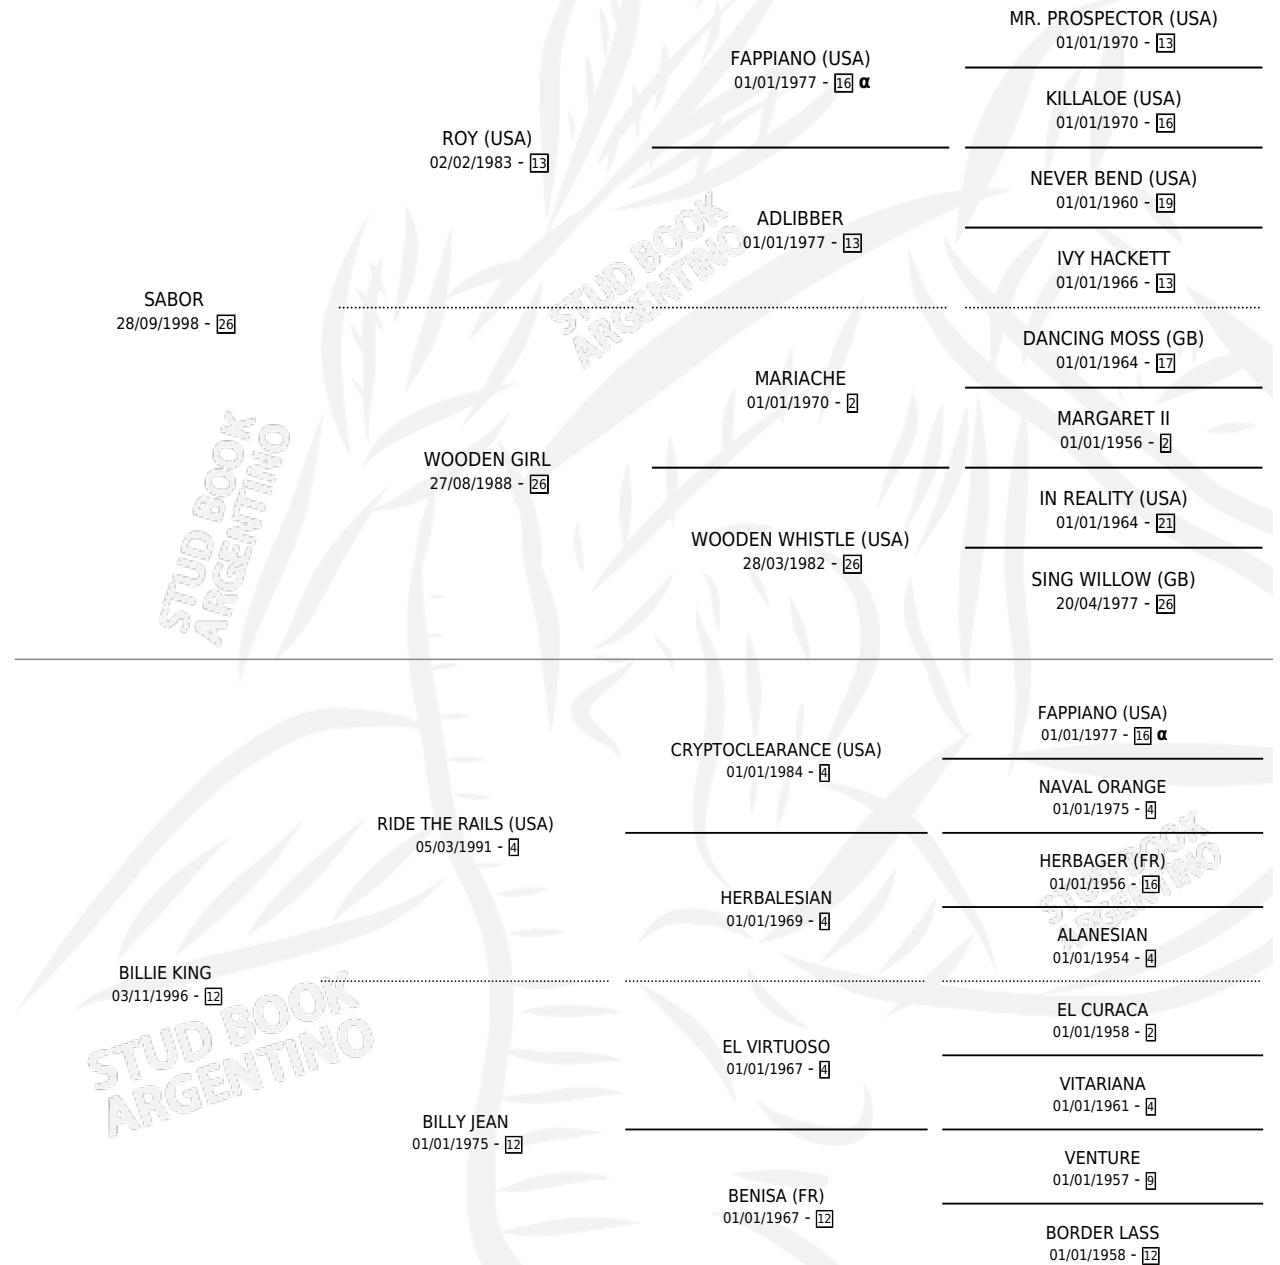 MR. PROSPECTOR (USA)
01/01/1970 - 13
FAPPIANO (USA)
01/01/1977 - 16 α
KILLALOE (USA)
01/01/1970 - 16
ROY (USA)
02/02/1983 - 13
NEVER BEND (USA)
01/01/1960 - 19
ADLIBBER
01/01/1977 - 13
IVY HACKETT
01/01/1966 - 13
SABOR
28/09/1998 - 26
DANCING MOSS (GB)
01/01/1964 - 17
MARIACHE
01/01/1970 - 2
MARGARET II
01/01/1956 - 2
WOODEN GIRL
27/08/1988 - 26
IN REALITY (USA)
01/01/1964 - 21
WOODEN WHISTLE (USA)
28/03/1982 - 26
SING WILLOW (GB)
20/04/1977 - 26
FAPPIANO (USA)
01/01/1977 - 16 α
CRYPTOCLEARANCE (USA)
01/01/1984 - 4
NAVAL ORANGE
01/01/1975 - 4
RIDE THE RAILS (USA)
05/03/1991 - 4
HERBAGER (FR)
01/01/1956 - 16
HERBALESIAN
01/01/1969 - 4
ALANESIAN
01/01/1954 - 4
BILLIE KING
03/11/1996 - 12
EL CURACA
01/01/1958 - 2
EL VIRTUOSO
01/01/1967 - 4
VITARIANA
01/01/1961 - 4
BILLY JEAN
01/01/1975 - 12
VENTURE
01/01/1957 - 9
BENISA (FR)
01/01/1967 - 12
BORDER LASS
01/01/1958 - 12
STUD BOOK
ARGENTINO
STUD BOOK
ARGENTINO
STUD BOOK
ARGENTINO
STUD BOOK
ARGENTINO